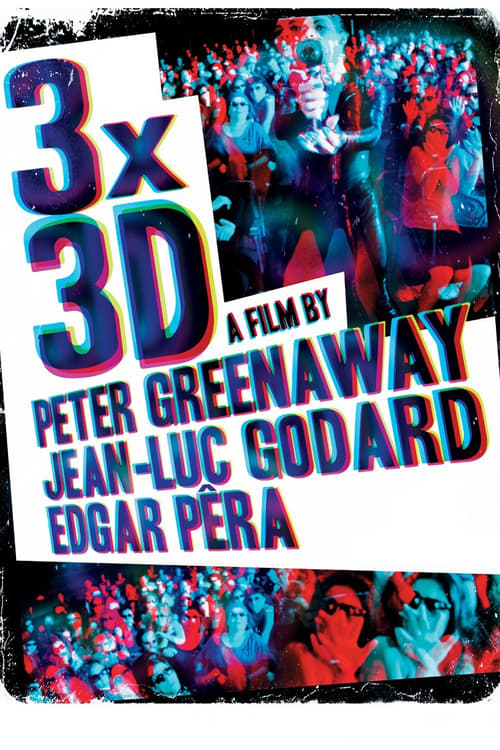 3x
3D
A FILM BY
PETER GREENAWAY
JEAN-LUC GODARD
EDGAR PÊRA